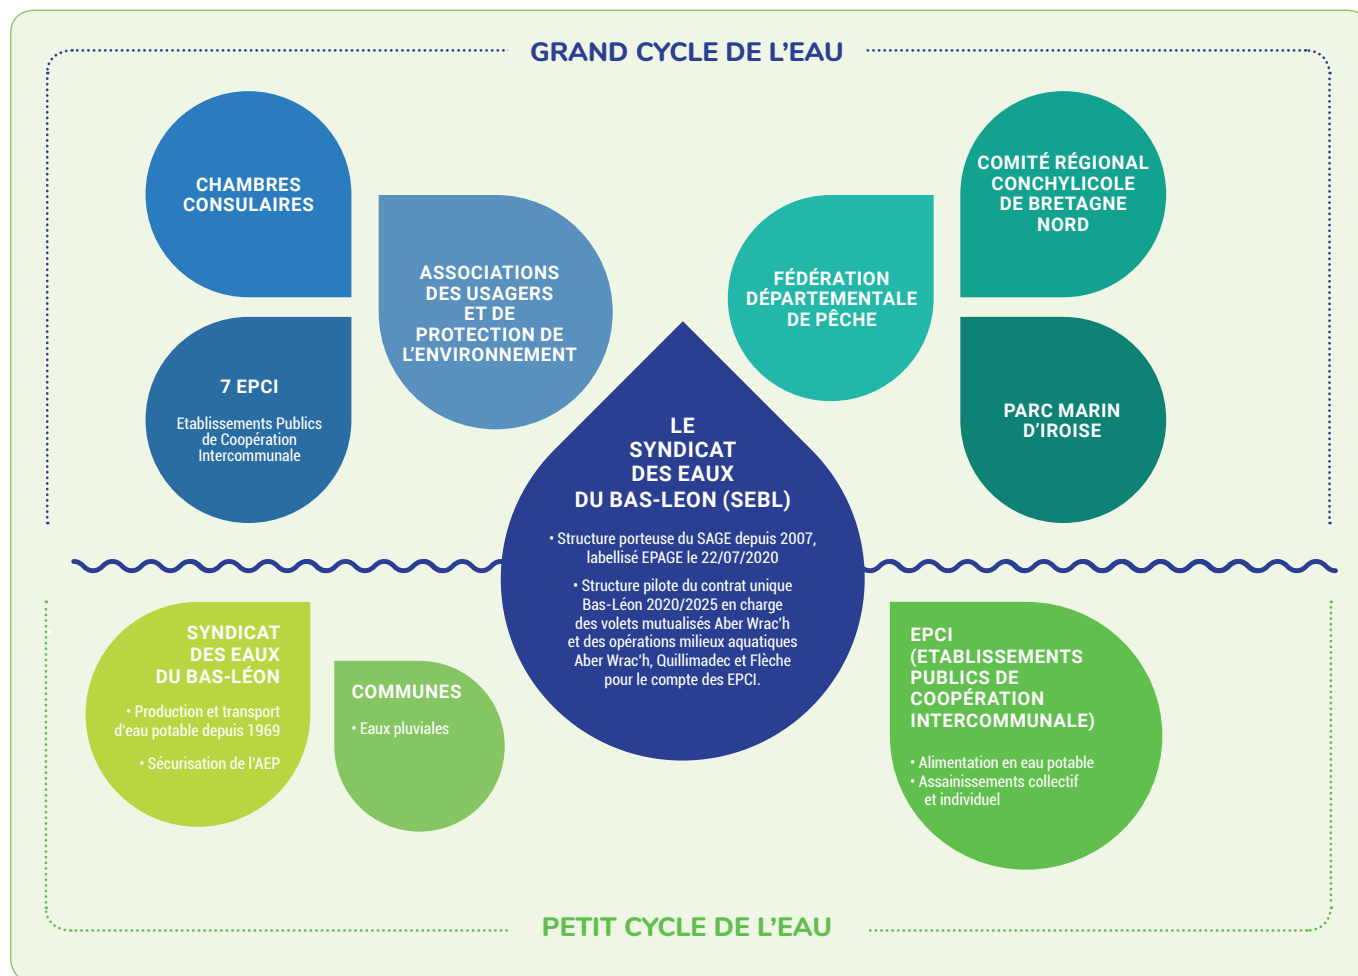 GRAND CYCLE DE L'EAU
CHAMBRES
CONSULAIRES
ASSOCIATIONS
DES USAGERS
ET DE
PROTECTION DE
L'ENVIRONNEMENT
7 EPCI
Etablissements Publics
de Coopération
Intercommunale
FÉDÉRATION
DÉPARTEMENTALE
DE PÊCHE
COMITÉ RÉGIONAL
CONCHYLICOLE
DE BRETAGNE
NORD
PARC MARIN
D'IROISE
LE
SYNDICAT
DES EAUX
DU BAS-LEON (SEBL)
• Structure porteuse du SAGE depuis 2007,
labellisé EPAGE le 22/07/2020
• Structure pilote du contrat unique
Bas-Léon 2020/2025 en charge
des volets mutualisés Aber Wrac'h
et des opérations milieux aquatiques
Aber Wrac'h, Quillimadec et Flèche
pour le compte des EPCI.
SYNDICAT
DES EAUX
DU BAS-LÉON
• Production et transport
d'eau potable depuis 1969
• Sécurisation de l'AEP
COMMUNES
• Eaux pluviales
EPCI
(ETABLISSEMENTS
PUBLICS DE
COOPÉRATION
INTERCOMMUNALE)
• Alimentation en eau potable
• Assainissements collectif
et individuel
PETIT CYCLE DE L'EAU